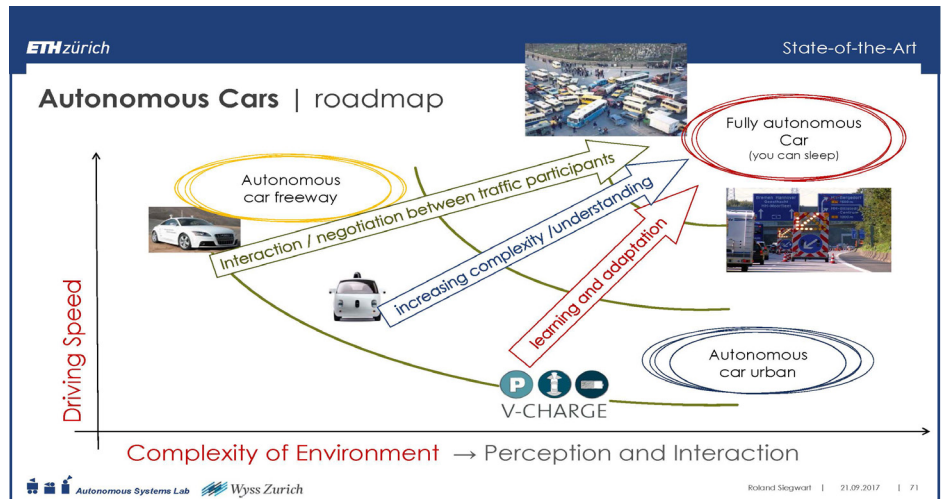 ETH zürich
State-of-the-Art
Autonomous Cars | roadmap
Fully autonomous
Car
(you can sleep)
Autonomous
car freeway
Interaction / negotiation between traffic participants
increasing complexity /understanding
learning and adaptation
Autonomous
car urban
P
V-CHARGE
Driving Speed
Complexity of Environment → Perception and Interaction
Autonomous Systems Lab
Wyss Zurich
Roland Siegwart | 21.09.2017 | 71